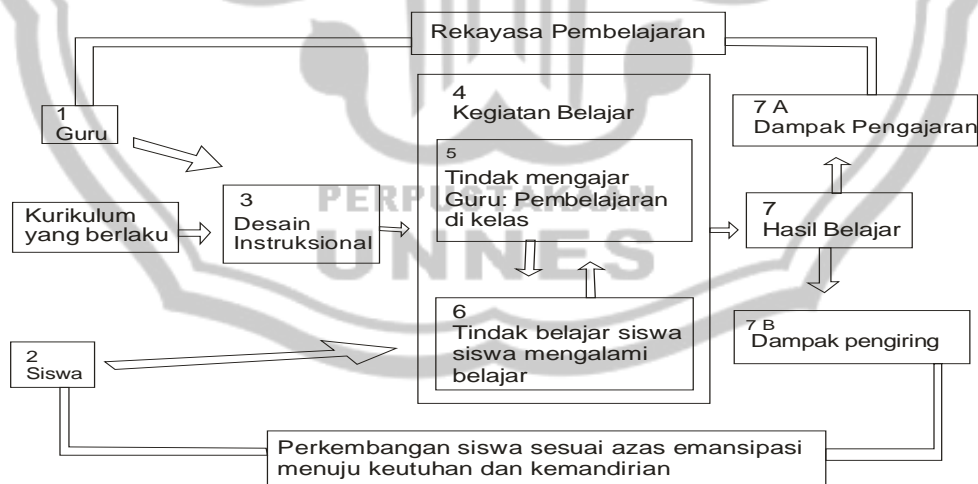 Rekayasa Pembelajaran
1
Guru
Kurikulum
yang berlaku
2
Siswa
3
Desain
Instruksional
4
Kegiatan Belajar
5
Tindak mengajar
Guru: Pembelajaran
di kelas
6
Tindak belajar siswa
siswa mengalami
belajar
7 A
Dampak Pengajaran
7
Hasil Belajar
7 B
Dampak pengiring
Perkembangan siswa sesuai azas emansipasi
menuju keutuhan dan kemandirian
PERPUSTAKAAN
UNNES